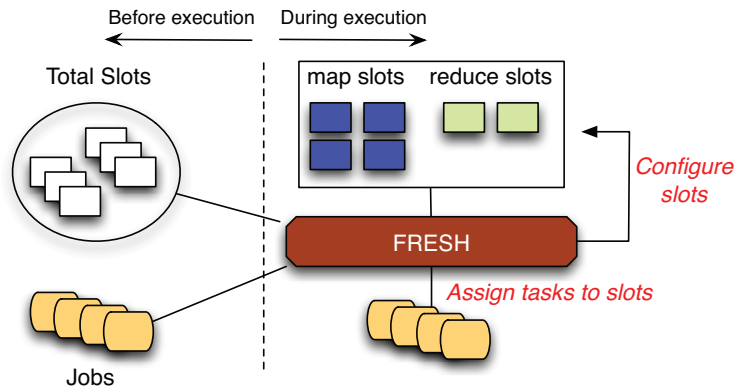 Before execution
During execution
Total Slots
map slots
reduce slots
Configure
slots
FRESH
Assign tasks to slots
Jobs